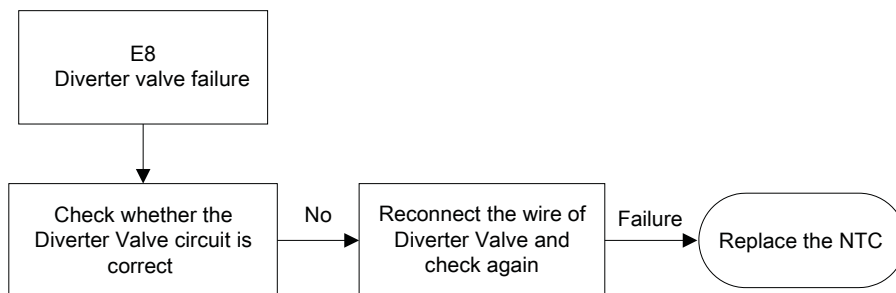 E8
Diverter valve failure
Check whether the
Diverter Valve circuit is
correct
No
Reconnect the wire of
Diverter Valve and
check again
Failure
Replace the NTC